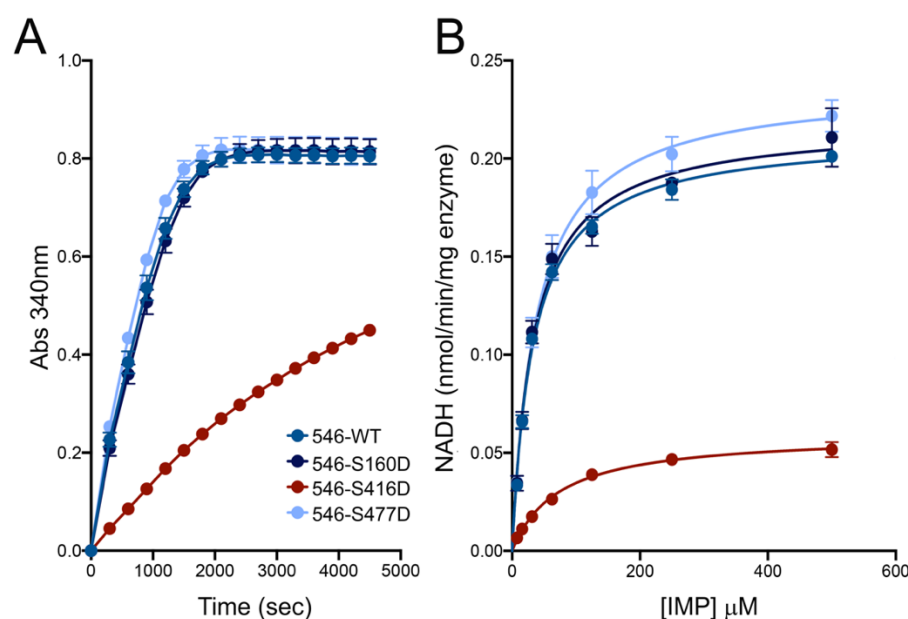 A
Abs 340nm
1.0
0.8
0.6
0.4
0.2
0.0
0
1000
2000
3000
4000
5000
Time (sec)
546-WT
546-S160D
546-S416D
546-S477D
B
NADH (nmol/min/mg enzyme)
0.25
0.20
0.15
0.10
0.05
0.00
0
200
400
600
[IMP] μM